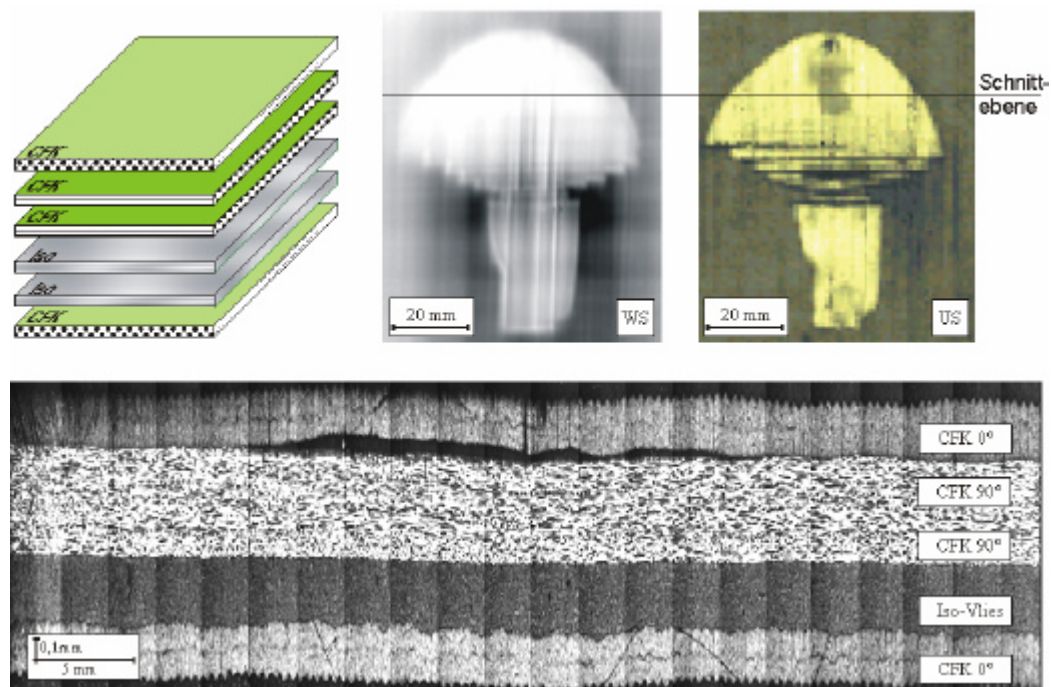 CFK
CFK
CFK
Iso
Iso
CFK
20 mm
WS
20 mm
US
Schnitt-
ebene
CFK 0°
CFK 90°
CFK 90°
Iso-Vlies
CFK 0°
0,1mm
5 mm